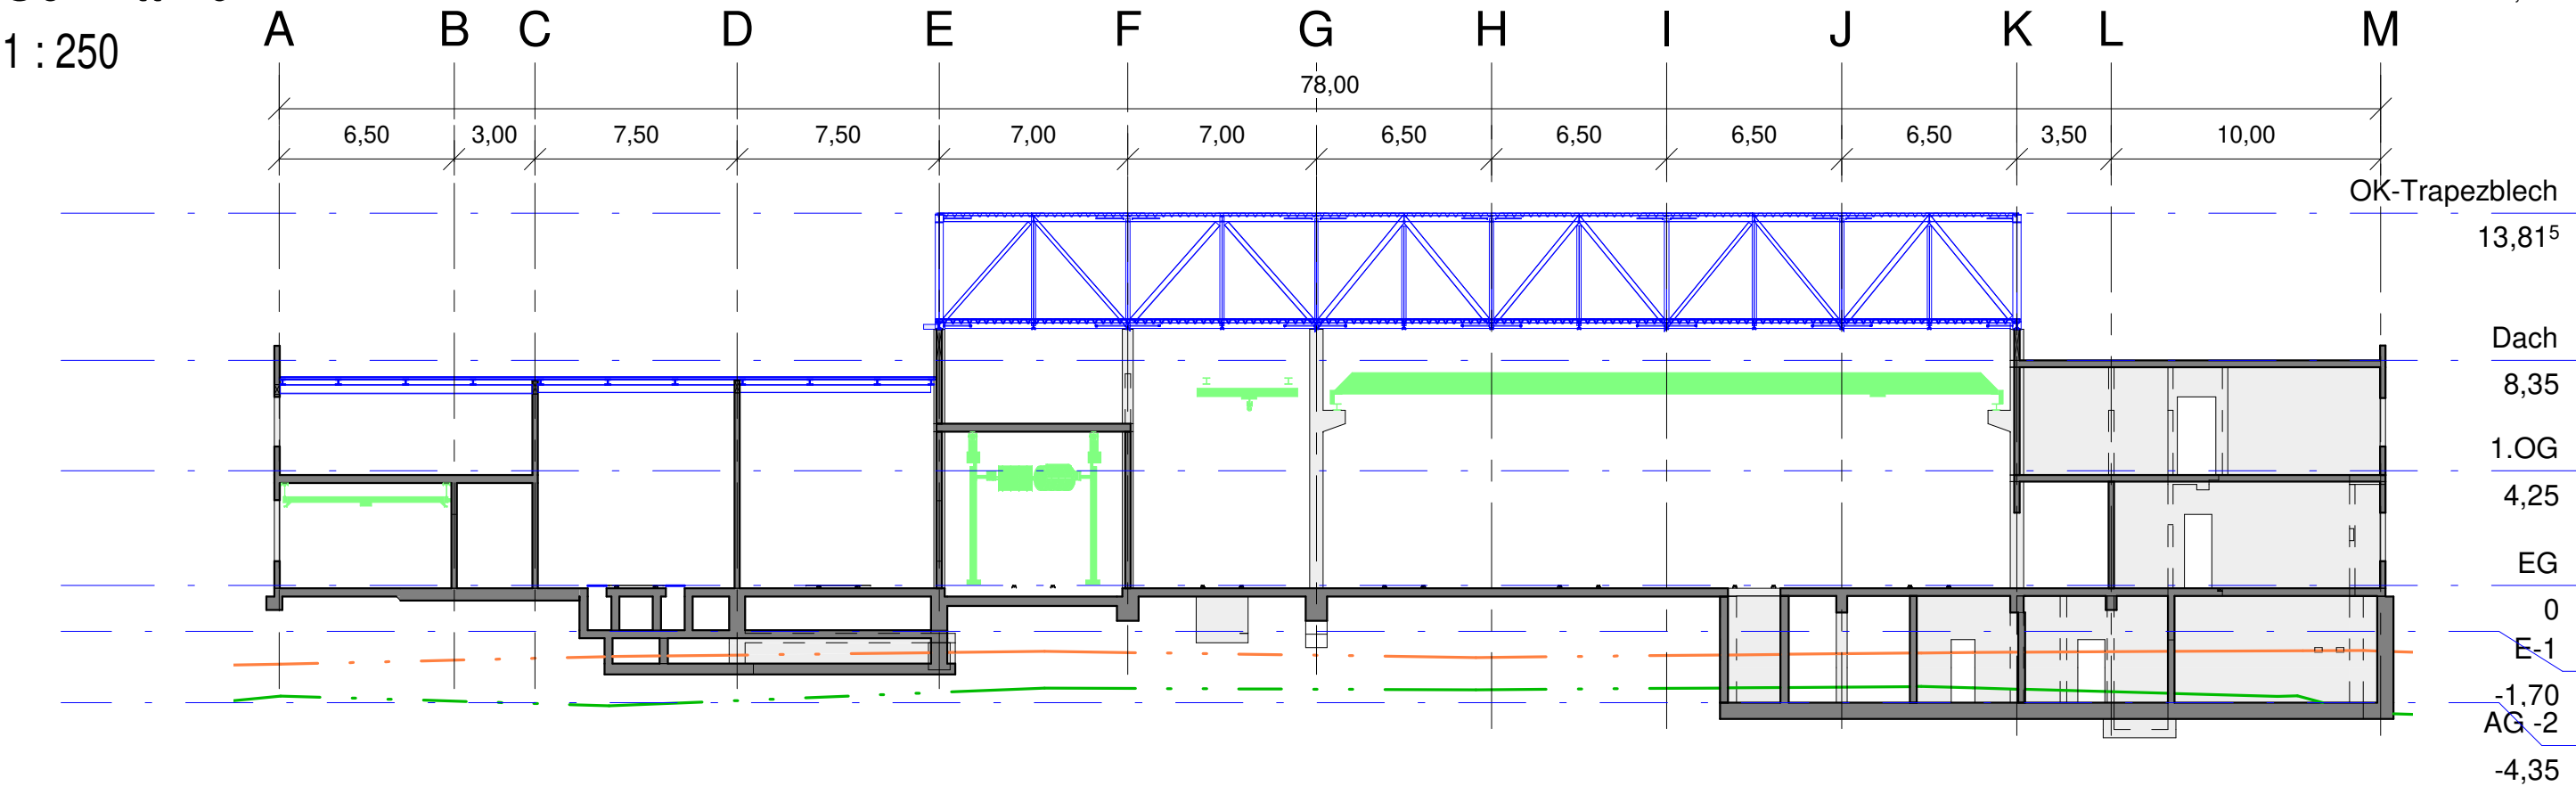 A B C D E F G H I J K L M
1 : 250
78,00
6,50 3,00 7,50 7,50 7,00 7,00 6,50 6,50 6,50 6,50 3,50 10,00
OK-Trapezblech
13,81⁵
Dach
8,35
1.OG
4,25
EG
0
E-1
-1,70
AG -2
-4,35